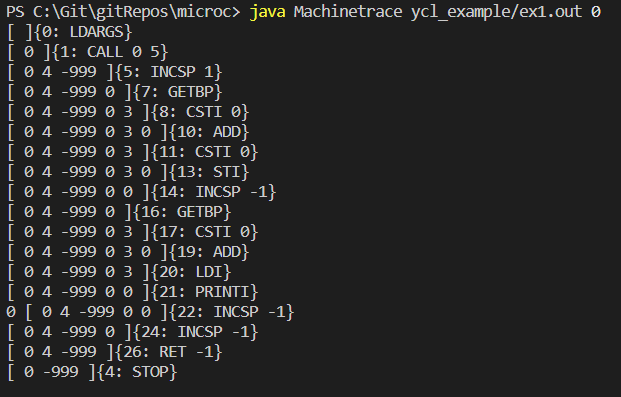 PS C:\Git\gitRepos\microc> java Machinetrace ycl_example/ex1.out 0
[ ]{0: LDARGS}
[ 0 ]{1: CALL 0 5}
[ 0 4 -999 ]{5: INCSP 1}
[ 0 4 -999 0 ]{7: GETBP}
[ 0 4 -999 0 3 ]{8: CSTI 0}
[ 0 4 -999 0 3 0 ]{10: ADD}
[ 0 4 -999 0 3 ]{11: CSTI 0}
[ 0 4 -999 0 3 0 ]{13: STI}
[ 0 4 -999 0 0 ]{14: INCSP -1}
[ 0 4 -999 0 ]{16: GETBP}
[ 0 4 -999 0 3 ]{17: CSTI 0}
[ 0 4 -999 0 3 0 ]{19: ADD}
[ 0 4 -999 0 3 ]{20: LDI}
[ 0 4 -999 0 0 ]{21: PRINTI}
0 [ 0 4 -999 0 0 ]{22: INCSP -1}
[ 0 4 -999 0 ]{24: INCSP -1}
[ 0 4 -999 ]{26: RET -1}
[ 0 -999 ]{4: STOP}